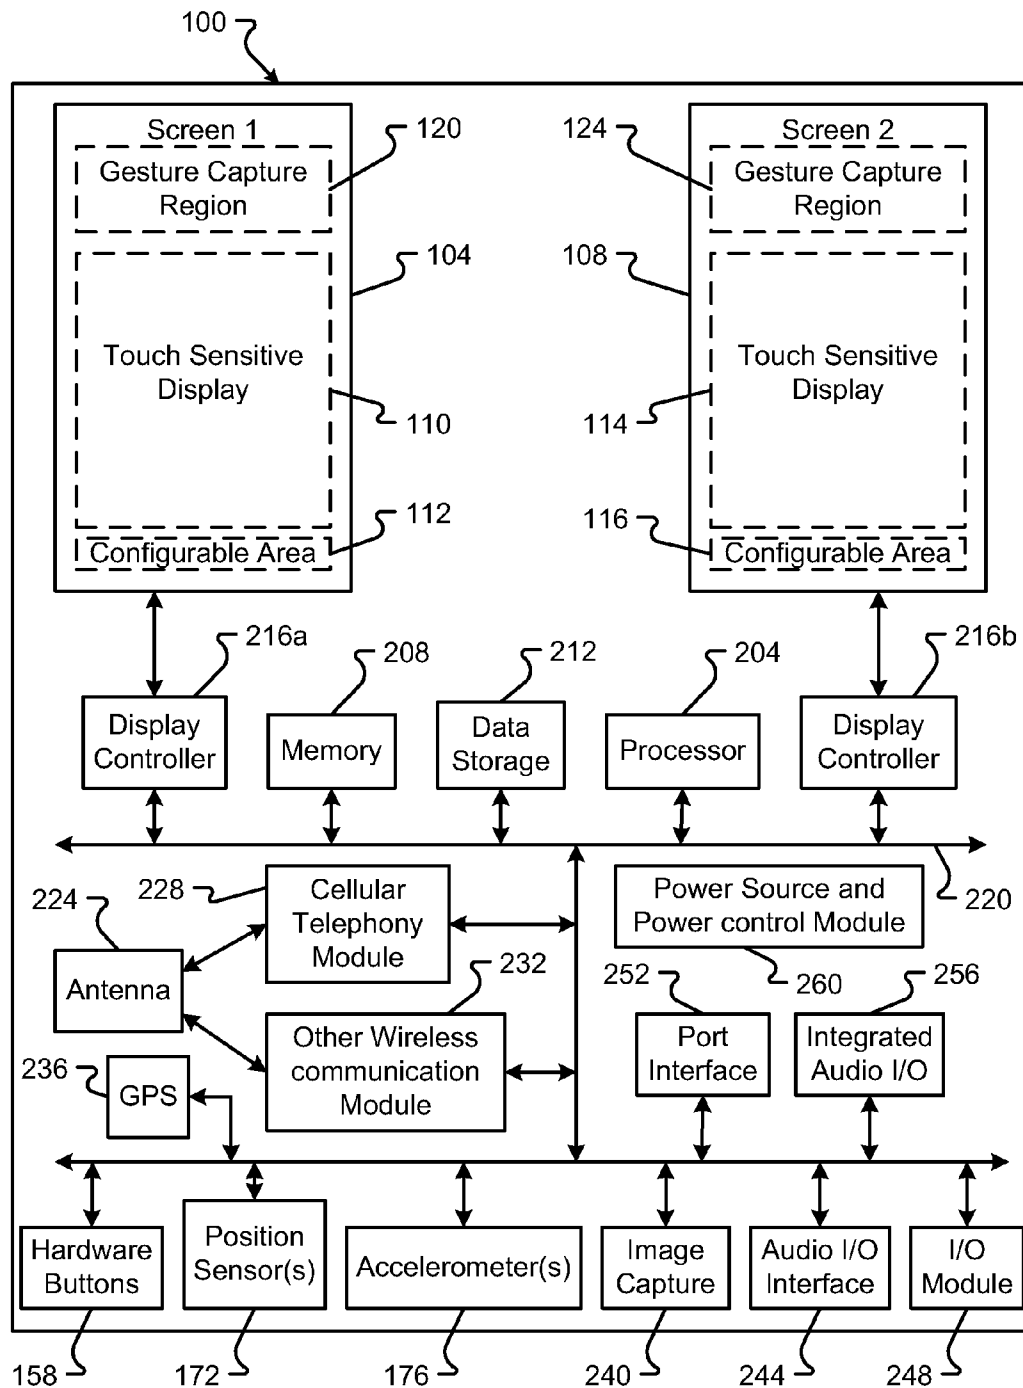 100
Screen 1
Gesture Capture
Region
120
124
Screen 2
Gesture Capture
Region
104
108
Touch Sensitive
Display
110
114
Touch Sensitive
Display
112
116
Configurable Area
Configurable Area
216a
208
212
204
216b
Display
Controller
Memory
Data
Storage
Processor
Display
Controller
220
224
228
Cellular
Telephony
Module
Power Source and
Power control Module
260
Antenna
232
252
256
Other Wireless
communication
Module
Port
Interface
Integrated
Audio I/O
236
GPS
Hardware
Buttons
Position
Sensor(s)
Accelerometer(s)
Image
Capture
Audio I/O
Interface
I/O
Module
158
172
176
240
244
248